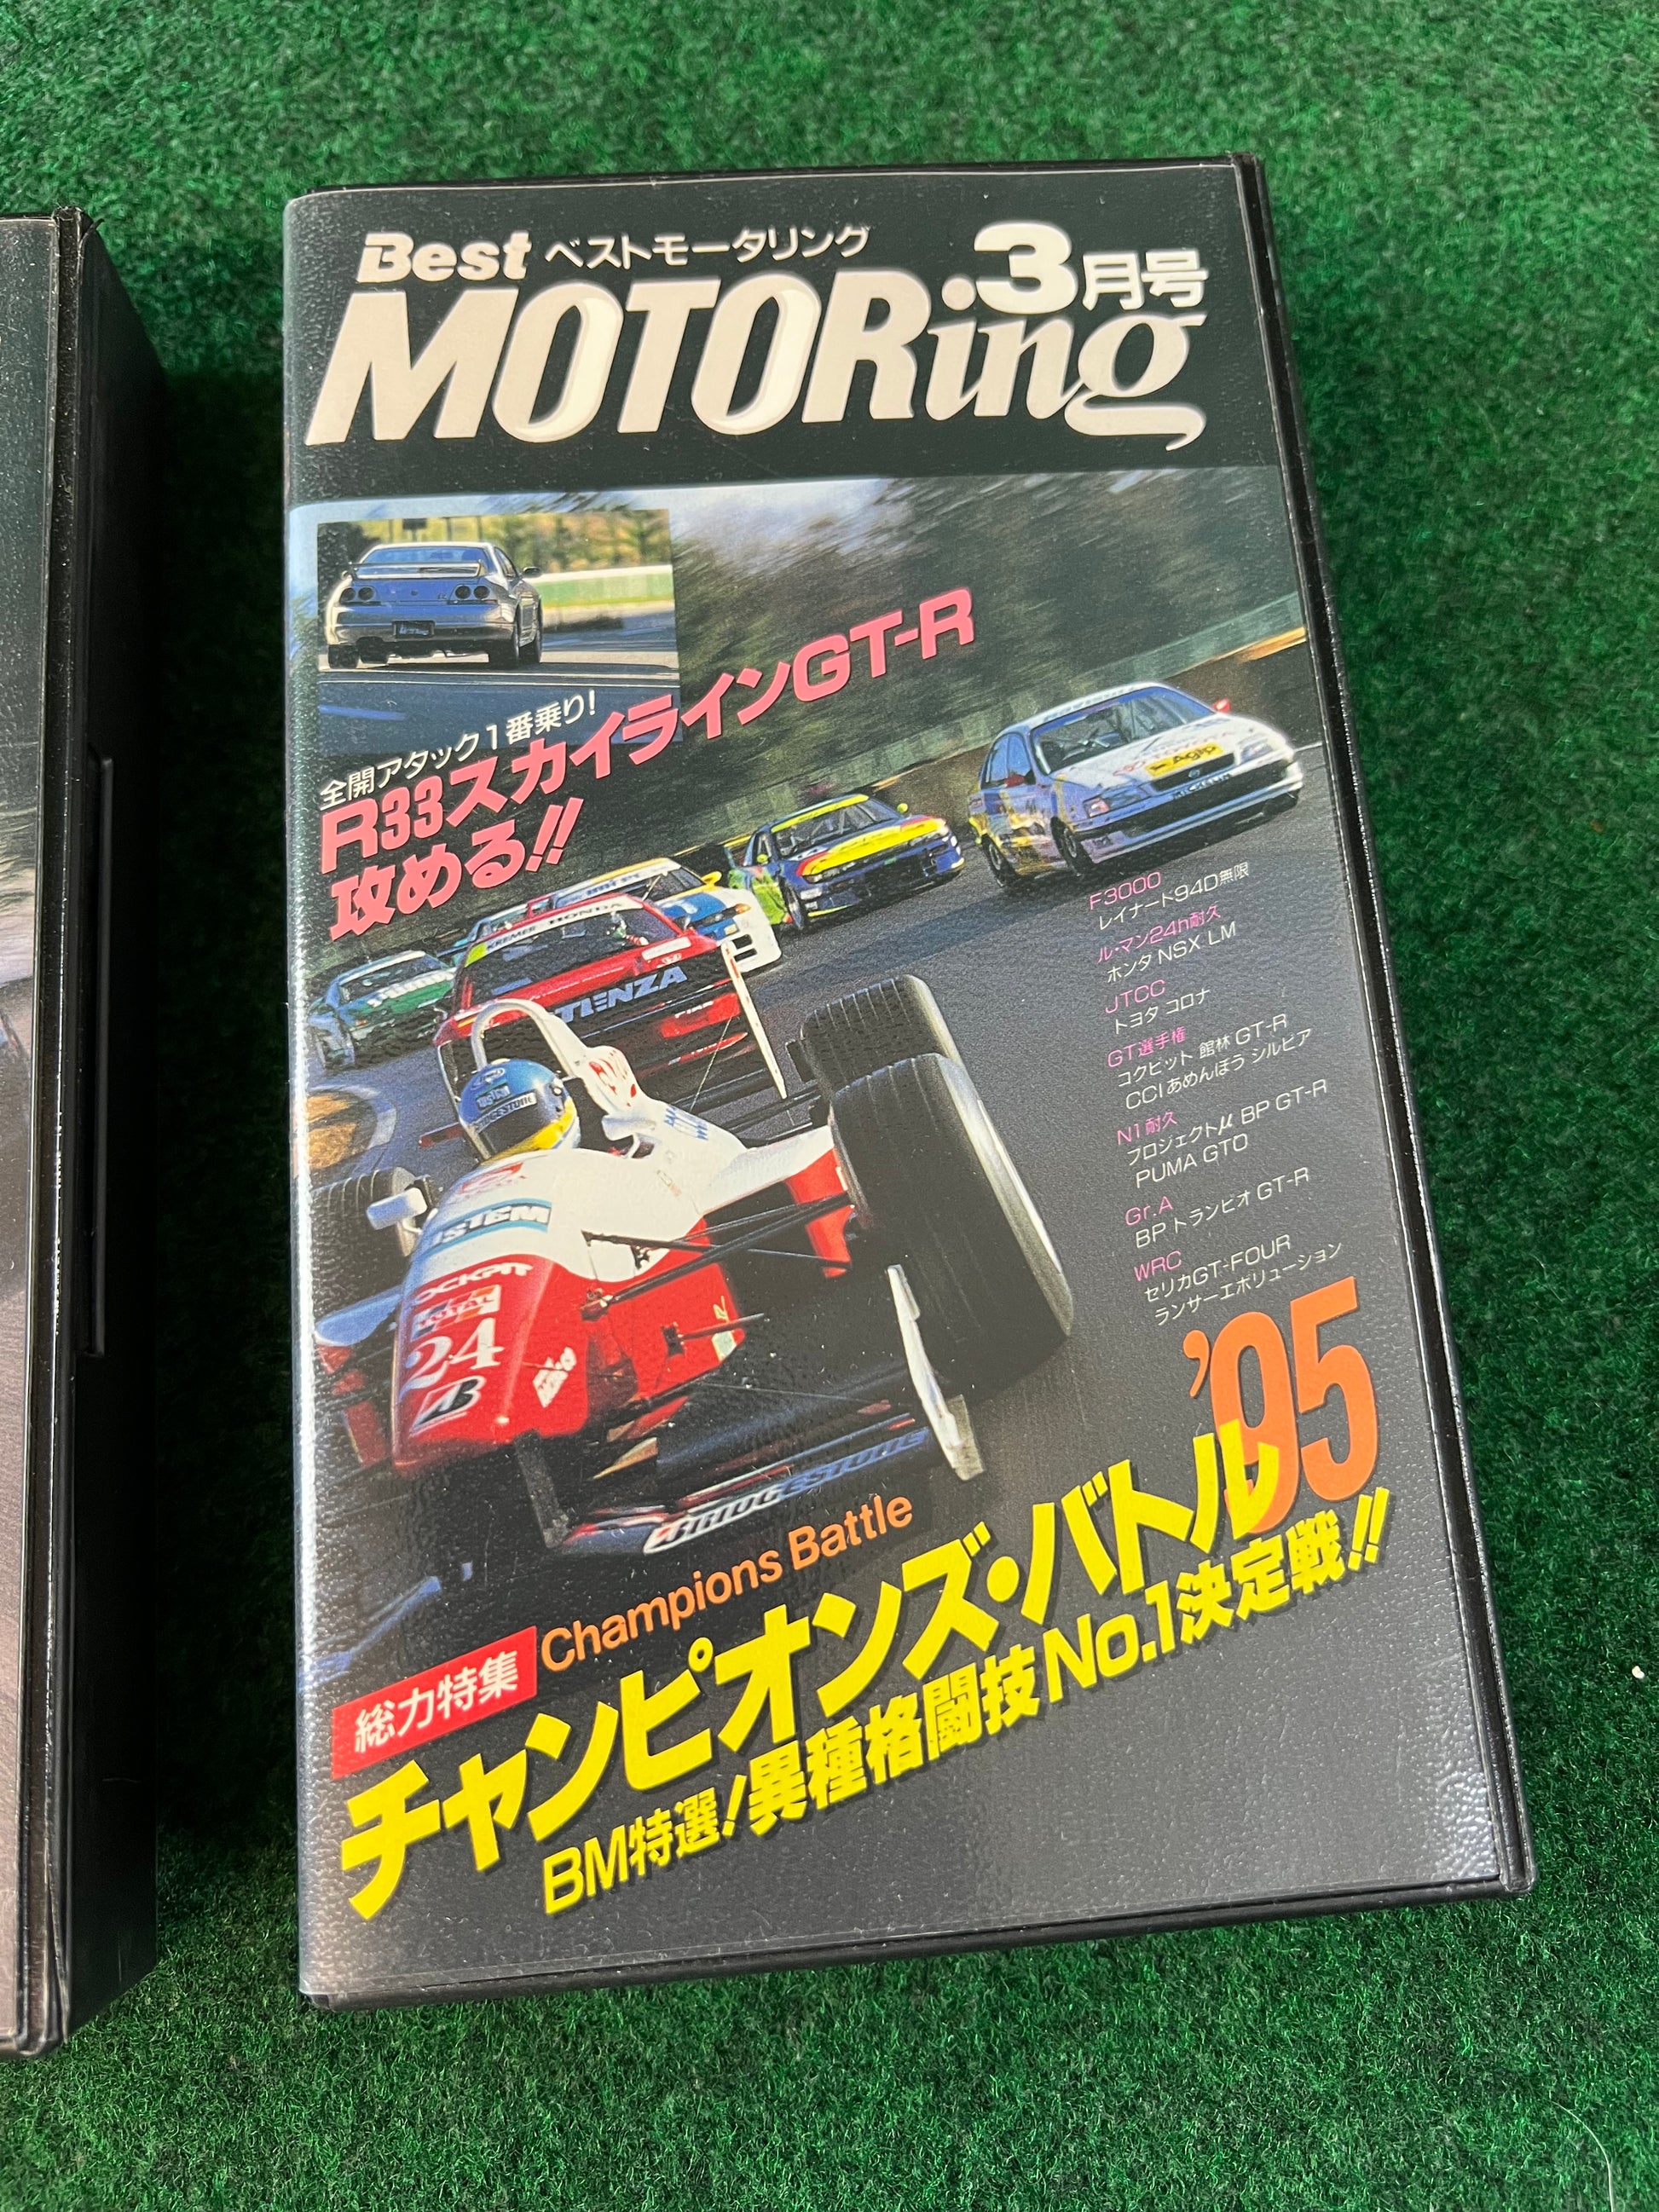 Best ベストモータリング
3月号
MOTORing
全開アタック1番乗り!
R33スカイラインGT-R
攻める!!
Agip
MICHELIN
KREMER HONDA
BRIDGESTONE
COCKPIT
24
BRIDGESTONE
F3000
レイナード94D無限
ル・マン24h耐久
ホンダ NSX LM
JTCC
トヨタ コロナ
GT選手権
コクピット 館林 GT-R
CCI あめんぼう シルビア
N1耐久
プロジェクトμ BP GT-R
PUMA GTO
Gr.A
BP トランピオ GT-R
WRC
セリカGT-FOUR
ランサーエボリューション
'95
Champions Battle
総力特集
チャンピオンズ・バトル
BM特選!異種格闘技No.1決定戦!!